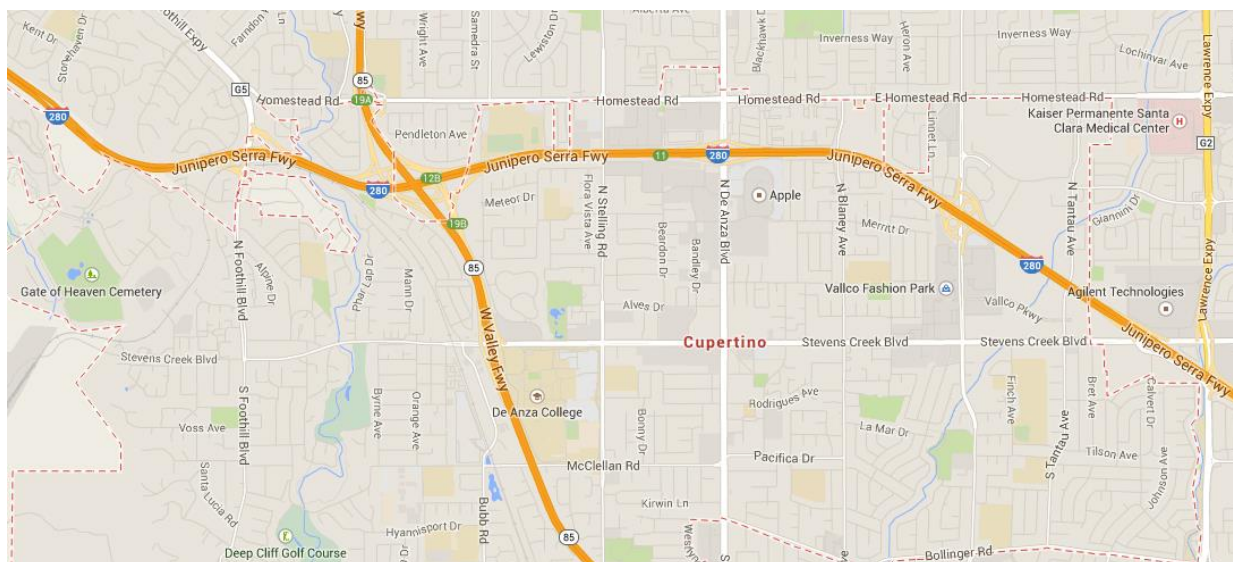 Kent Dr
Stonehaven Dr
Foothill Expy
Farndon
Ln
Fwy
Wright Ave
Samedra St
Lewiston Dr
Alberta Ave
Inverness Way
Heron Ave
Inverness Way
Lochinvar Ave
Lawrence Expy
G5
85
19A
Homestead Rd
Homestead Rd
Homestead Rd
E Homestead Rd
Homestead Rd
280
Pendleton Ave
Linnet Ln
Kaiser Permanente Santa
Clara Medical Center
H
G2
Junipero Serra Fwy
12B
280
Junipero Serra Fwy
11
280
Junipero Serra Fwy
Meteor Dr
19B
Flora Vista Ave
N Stelling Rd
Beardon Dr
Bandley Dr
N De Anza Blvd
Apple
N Blaney Ave
Merritt Dr
N Tantau Ave
Giannini Dr
Lawrence Expy
Gate of Heaven Cemetery
N Foothill Blvd
Alpine Dr
Phar Lap Dr
Mann Dr
85
W Valley Fwy
Alves Dr
Vallco Fashion Park
280
Vallco Pkwy
Agilent Technologies
Junipero Serra Fwy
Stevens Creek Blvd
Cupertino
Stevens Creek Blvd
Stevens Creek Blvd
Voss Ave
S Foothill Blvd
Byrne Ave
Orange Ave
De Anza College
Bonny Dr
Rodrigues Ave
La Mar Dr
Finch Ave
Bret Ave
Calvert Dr
S Tantau Ave
Tilson Ave
Johnson Ave
McClellan Rd
Pacifica Dr
Santa Lucia Rd
Bubb Rd
Hyannisport Dr
Kirwin Ln
Deep Cliff Golf Course
85
S
Bollinger Rd